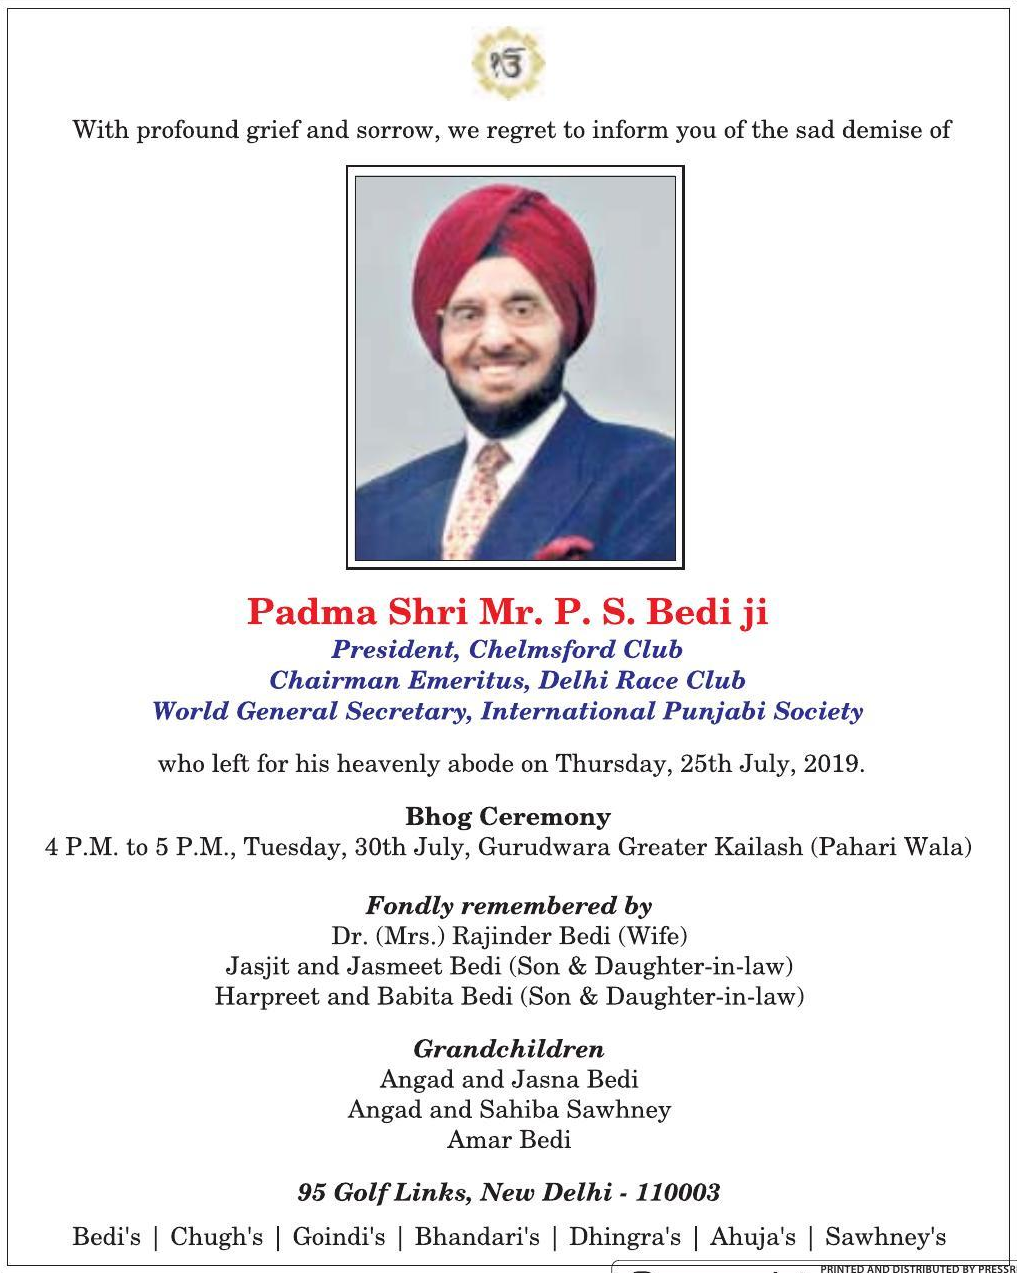 ੴ
With profound grief and sorrow, we regret to inform you of the sad demise of
Padma Shri Mr. P. S. Bedi ji
President, Chelmsford Club
Chairman Emeritus, Delhi Race Club
World General Secretary, International Punjabi Society
who left for his heavenly abode on Thursday, 25th July, 2019.
Bhog Ceremony
4 P.M. to 5 P.M., Tuesday, 30th July, Gurudwara Greater Kailash (Pahari Wala)
Fondly remembered by
Dr. (Mrs.) Rajinder Bedi (Wife)
Jasjit and Jasmeet Bedi (Son & Daughter-in-law)
Harpreet and Babita Bedi (Son & Daughter-in-law)
Grandchildren
Angad and Jasna Bedi
Angad and Sahiba Sawhney
Amar Bedi
95 Golf Links, New Delhi - 110003
Bedi's | Chugh's | Goindi's | Bhandari's | Dhingra's | Ahuja's | Sawhney's
PRINTED AND DISTRIBUTED BY PRESSR